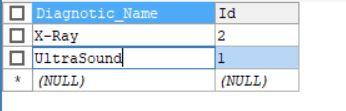 Diagnotic_Name Id
X-Ray 2
UltraSound 1
* (NULL) (NULL)